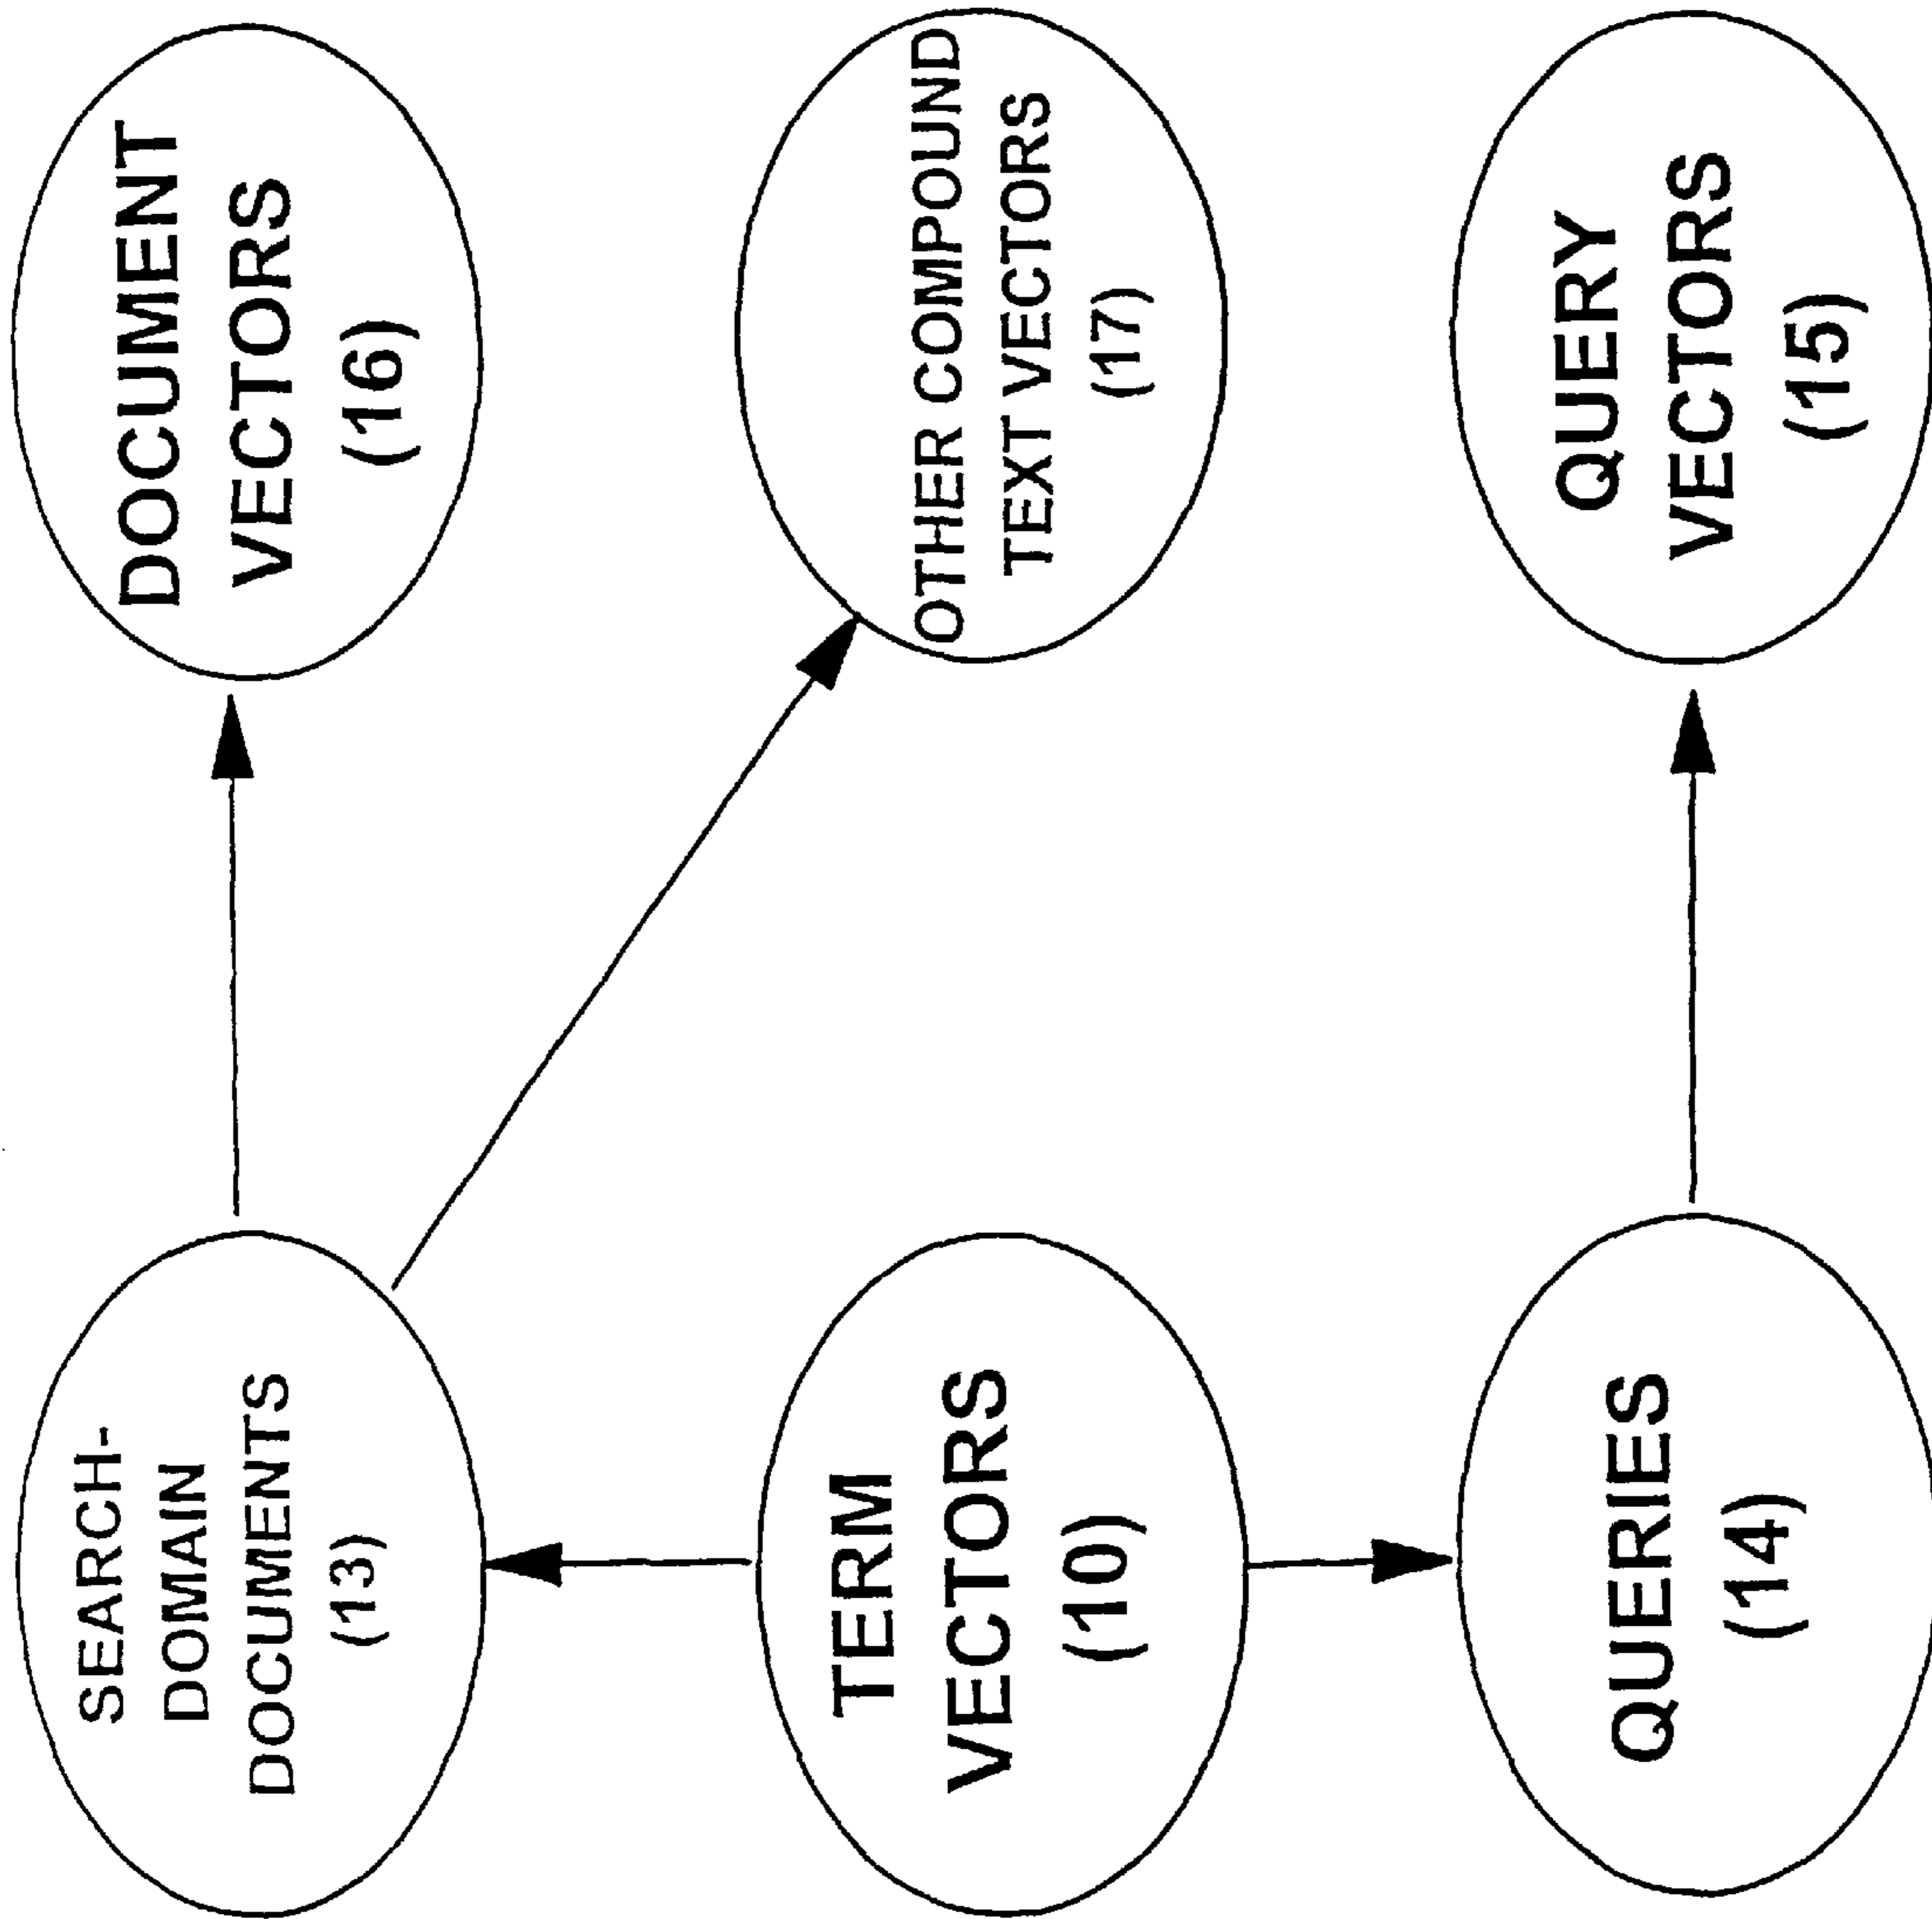 SEARCH-
DOMAIN
DOCUMENTS
(13)
DOCUMENT
VECTORS
(16)
TERM
VECTORS
(10)
OTHER COMPOUND
TEXT VECTORS
(17)
QUERIES
(14)
QUERY
VECTORS
(15)